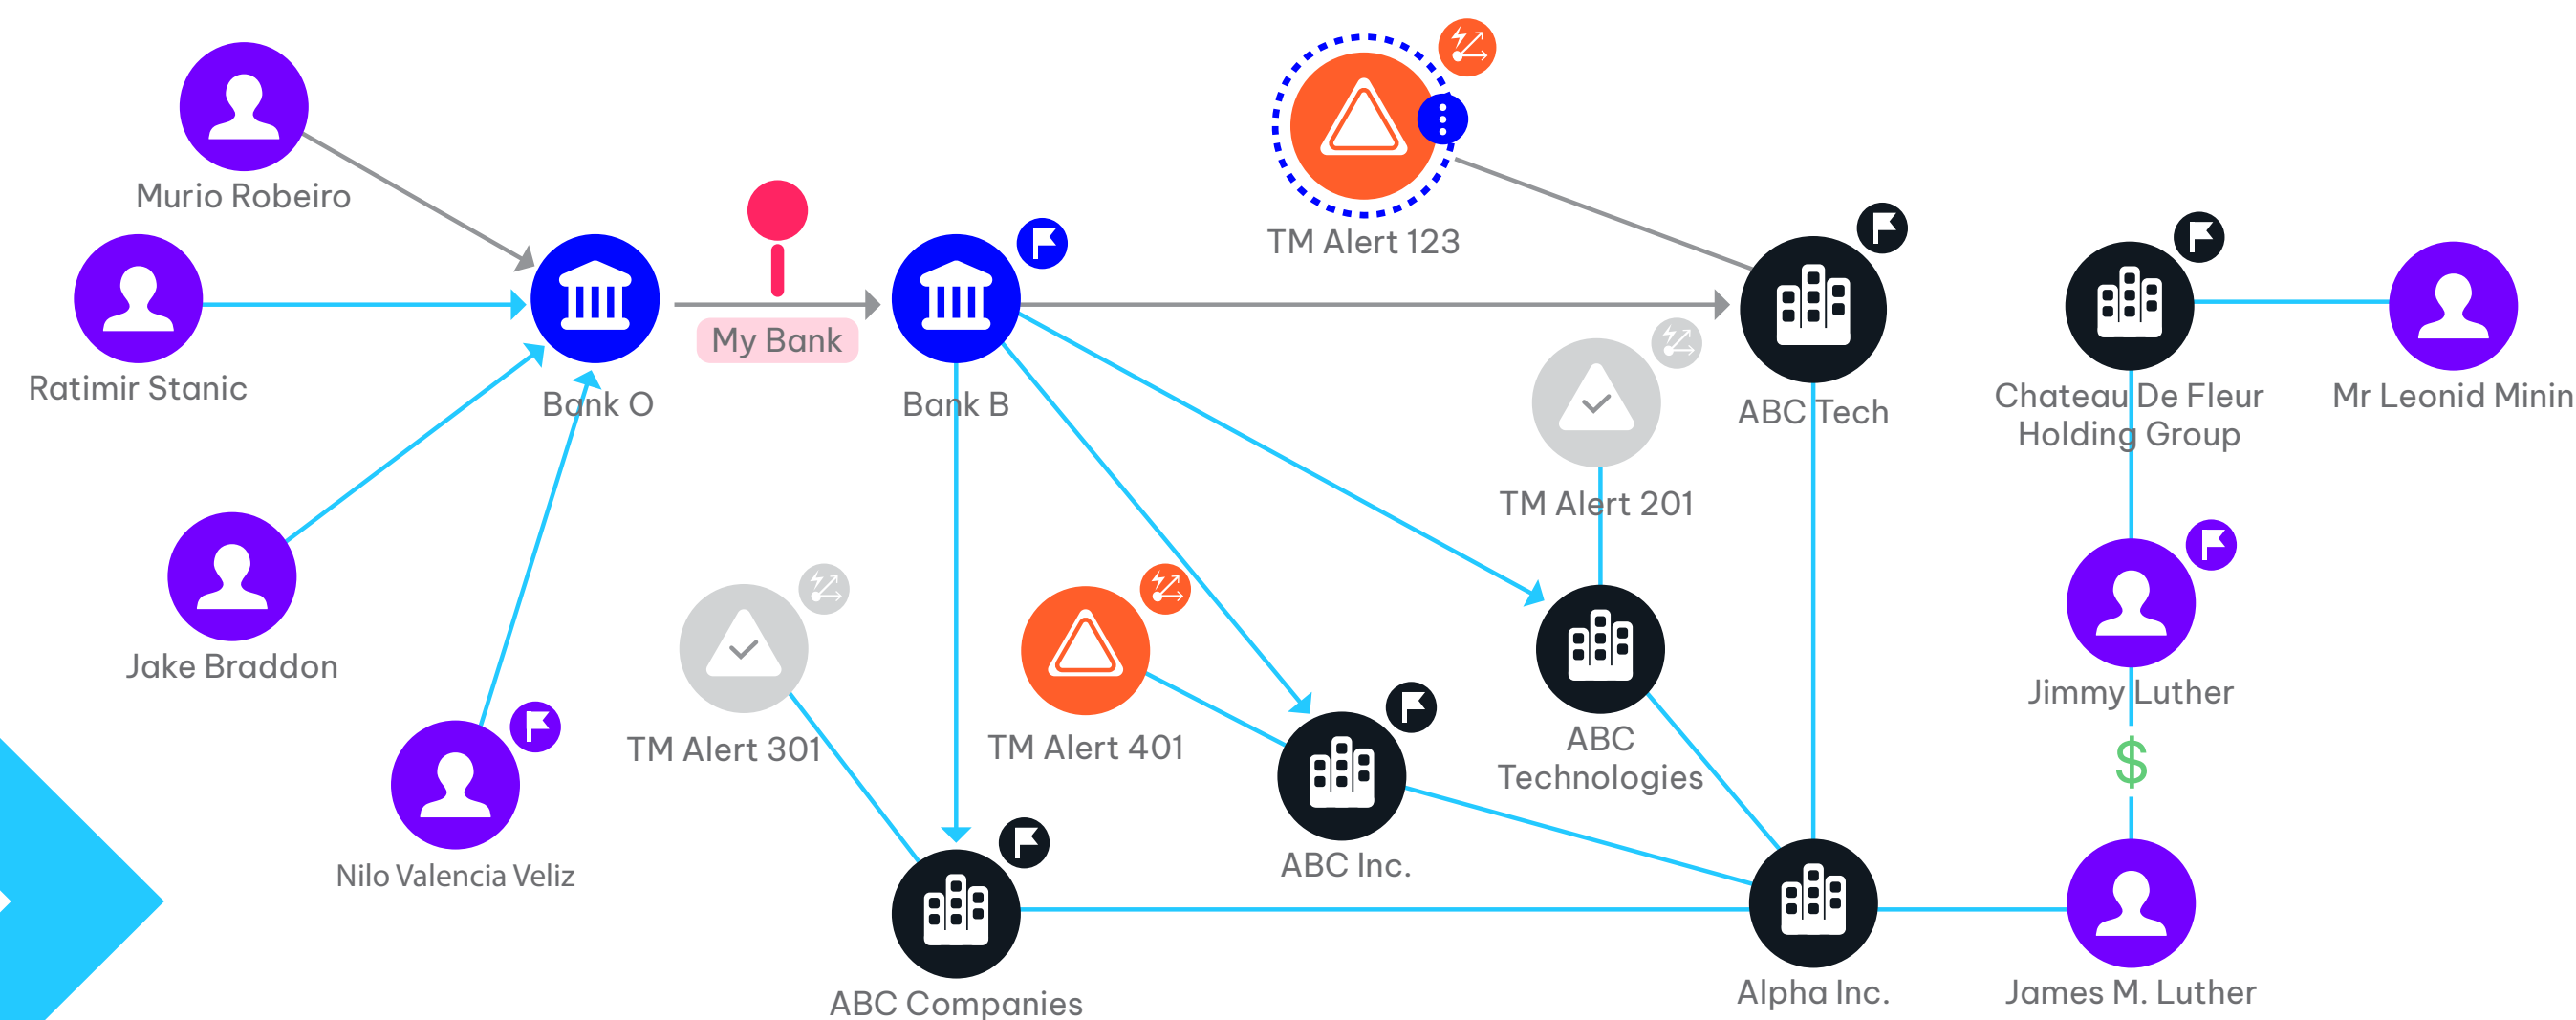 Murio Robeiro
TM Alert 123
My Bank
Ratimir Stanic
Bank O
Bank B
ABC Tech
Chateau De Fleur
Holding Group
Mr Leonid Minin
TM Alert 201
Jake Braddon
Jimmy Luther
TM Alert 301
TM Alert 401
ABC
Technologies
$
Nilo Valencia Veliz
ABC Inc.
ABC Companies
Alpha Inc.
James M. Luther